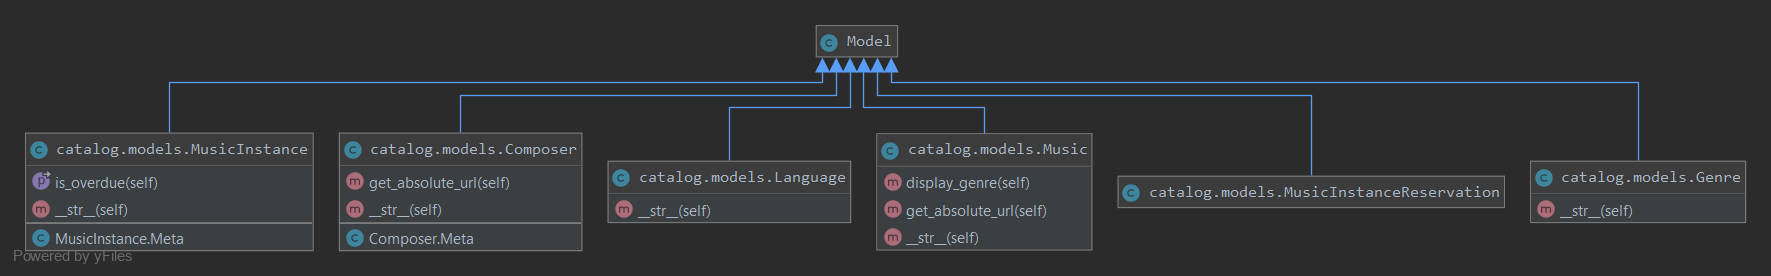 Model
catalog.models.MusicInstance
is_overdue(self)
__str__(self)
MusicInstance.Meta
catalog.models.Composer
get_absolute_url(self)
__str__(self)
Composer.Meta
catalog.models.Language
__str__(self)
catalog.models.Music
display_genre(self)
get_absolute_url(self)
__str__(self)
catalog.models.MusicInstanceReservation
catalog.models.Genre
__str__(self)
Powered by yFiles